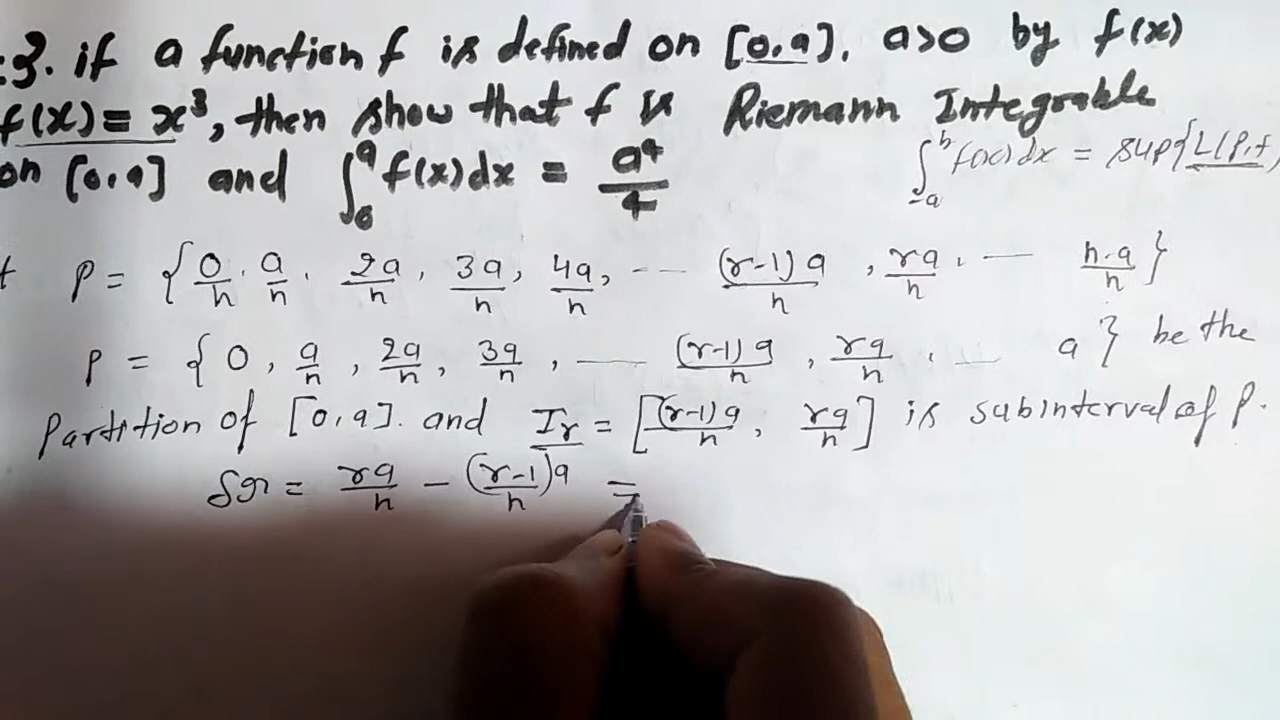 :3. if a function f is defined on [0,a], a>0 by f(x)
f(x) = x³, then show that f is Riemann Integrable
on [0,a] and ∫₀ᵃ f(x)dx = a⁴/4
∫₋ₐᵇ f(x)dx = sup{L(P,f)
t P = {0/n, a/n, 2a/n, 3a/n, 4a/n, ---- (r-1)a/n, ra/n, ---- n.a/n}
P = {0, a/n, 2a/n, 3a/n, ---- (r-1)a/n, ra/n, ---- a} be the
Partition of [0,a]. and Iᵣ = [(r-1)a/n, ra/n] is subinterval of P.
δr = ra/n - (r-1)a/n =